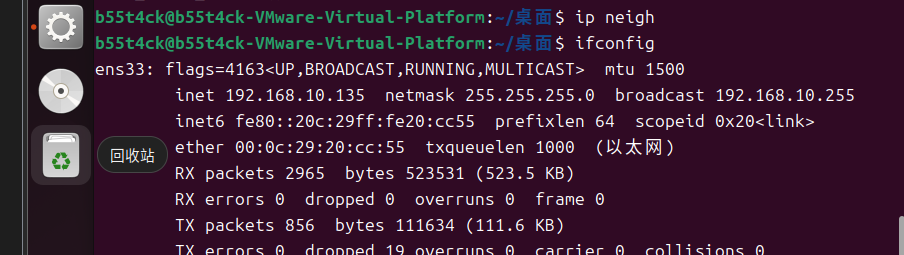 b55t4ck@b55t4ck-VMware-Virtual-Platform:~/桌面$ ip neigh
b55t4ck@b55t4ck-VMware-Virtual-Platform:~/桌面$ ifconfig
ens33: flags=4163<UP,BROADCAST,RUNNING,MULTICAST>  mtu 1500
        inet 192.168.10.135  netmask 255.255.255.0  broadcast 192.168.10.255
        inet6 fe80::20c:29ff:fe20:cc55  prefixlen 64  scopeid 0x20<link>
        ether 00:0c:29:20:cc:55  txqueuelen 1000  (以太网)
回收站
        RX packets 2965  bytes 523531 (523.5 KB)
        RX errors 0  dropped 0  overruns 0  frame 0
        TX packets 856  bytes 111634 (111.6 KB)
        TX errors 0  dropped 19 overruns 0  carrier 0  collisions 0